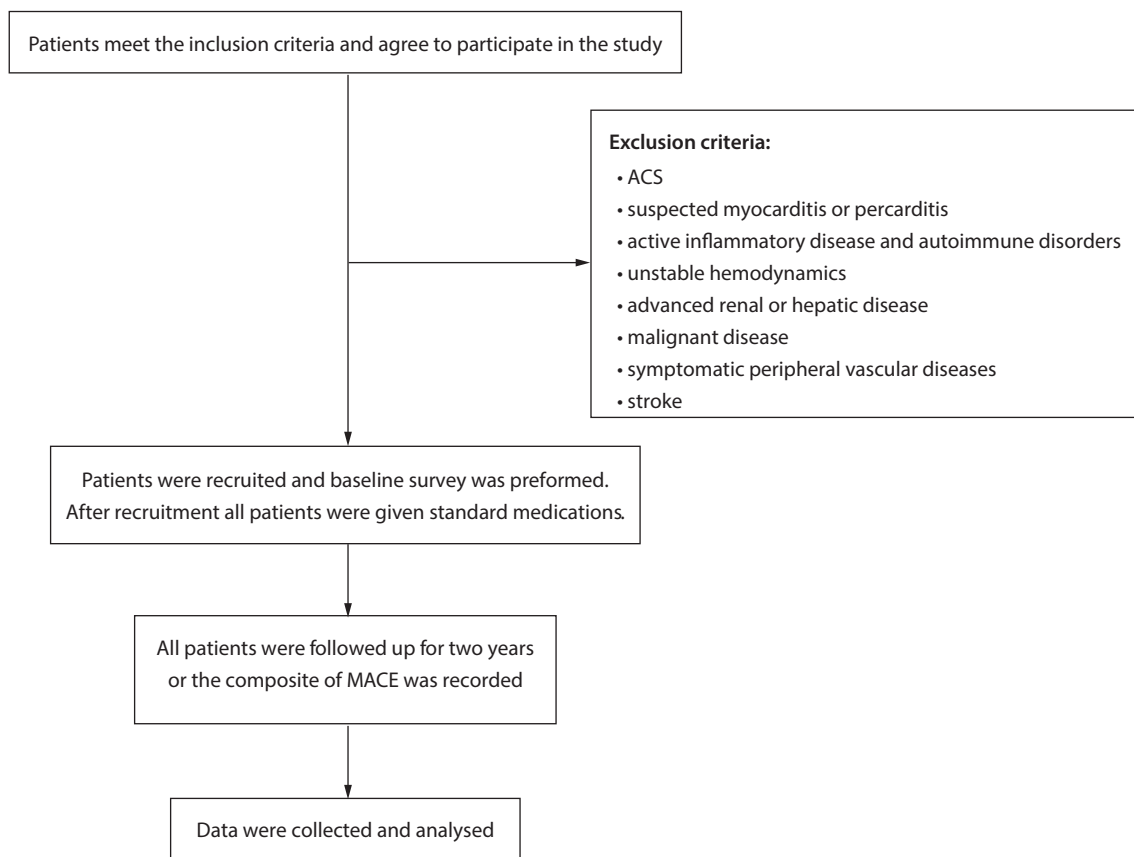 Patients meet the inclusion criteria and agree to participate in the study
Exclusion criteria:
• ACS
• suspected myocarditis or percarditis
• active inflammatory disease and autoimmune disorders
• unstable hemodynamics
• advanced renal or hepatic disease
• malignant disease
• symptomatic peripheral vascular diseases
• stroke
Patients were recruited and baseline survey was preformed.
After recruitment all patients were given standard medications.
All patients were followed up for two years
or the composite of MACE was recorded
Data were collected and analysed